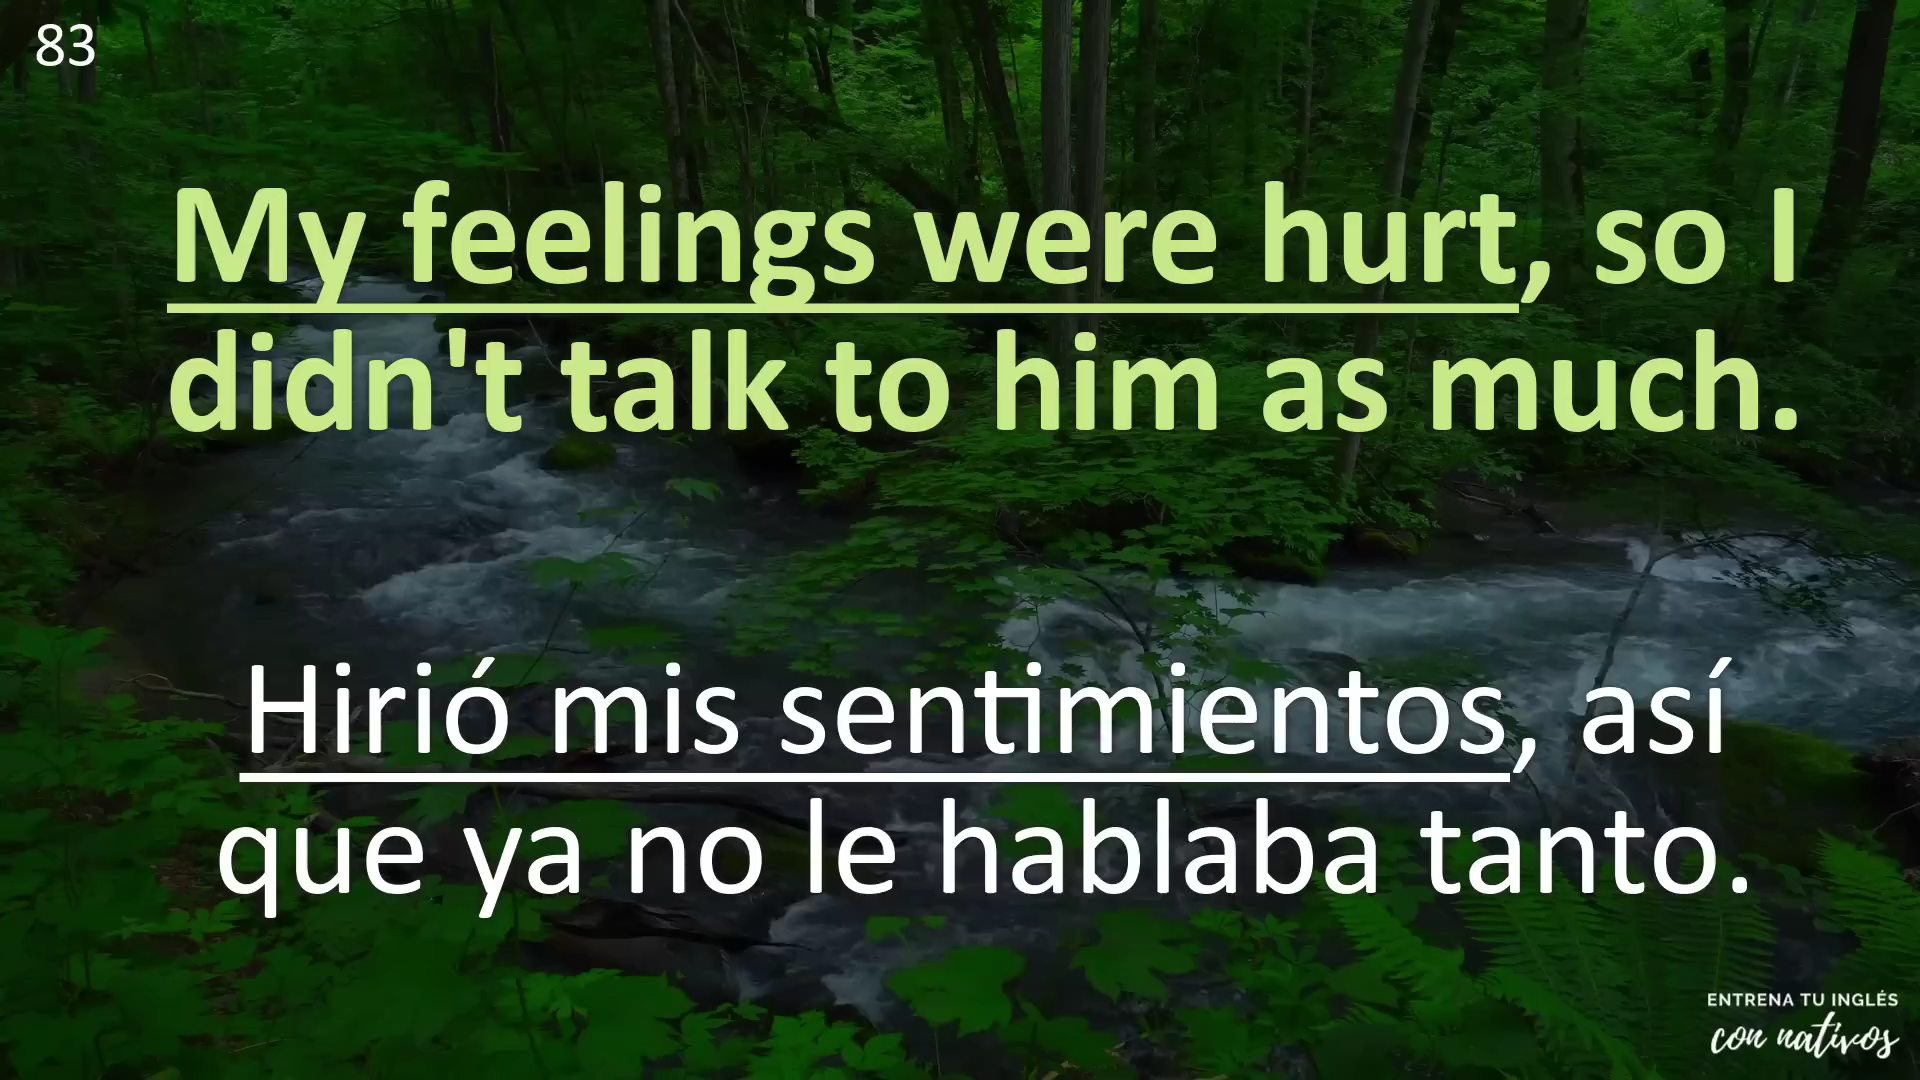 83
My feelings were hurt, so I
didn't talk to him as much.
Hirió mis sentimientos, así
que ya no le hablaba tanto.
ENTRENA TU INGLÉS
con nativos